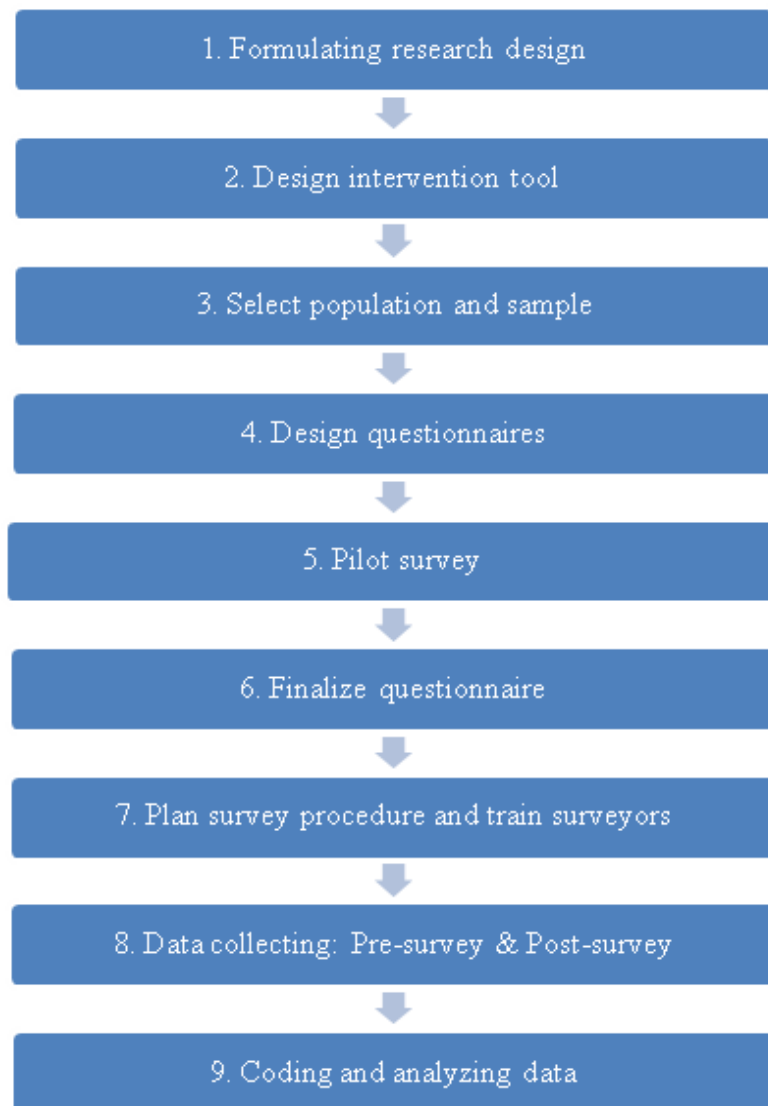 1. Formulating research design
2. Design intervention tool
3. Select population and sample
4. Design questionnaires
5. Pilot survey
6. Finalize questionnaire
7. Plan survey procedure and train surveyors
8. Data collecting: Pre-survey & Post-survey
9. Coding and analyzing data